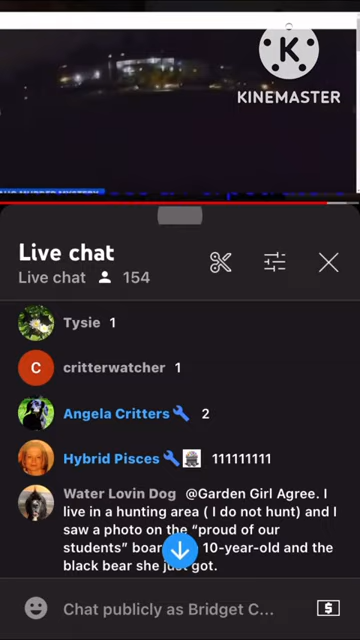 K
KINEMASTER
Live chat
Live chat 154
Tysie 1
C critterwatcher 1
Angela Critters 2
Hybrid Pisces 111111111
Water Lovin Dog @Garden Girl Agree. I
live in a hunting area ( I do not hunt) and I
saw a photo on the “proud of our
students” 10-year-old and the
black bear she just got.
Chat publicly as Bridget C...
$